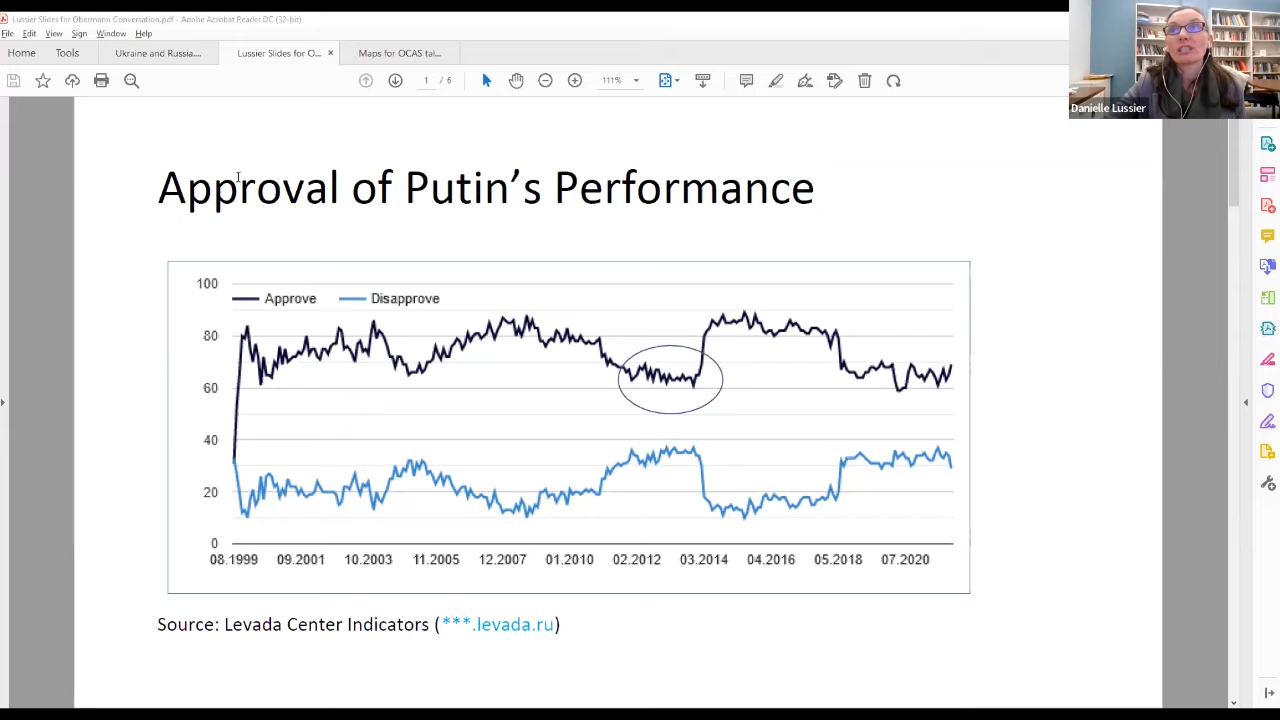 Lussier Slides for Obermann Conversation.pdf - Adobe Acrobat Reader DC (32-bit)
File Edit View Sign Window Help
Home Tools Ukraine and Russia.... Lussier Slides for O... × Maps for OCAS tal...
1 / 6 111%
Danielle Lussier
Approval of Putin’s Performance
100
Approve Disapprove
80
60
40
20
0
08.1999 09.2001 10.2003 11.2005 12.2007 01.2010 02.2012 03.2014 04.2016 05.2018 07.2020
Source: Levada Center Indicators (***.levada.ru)